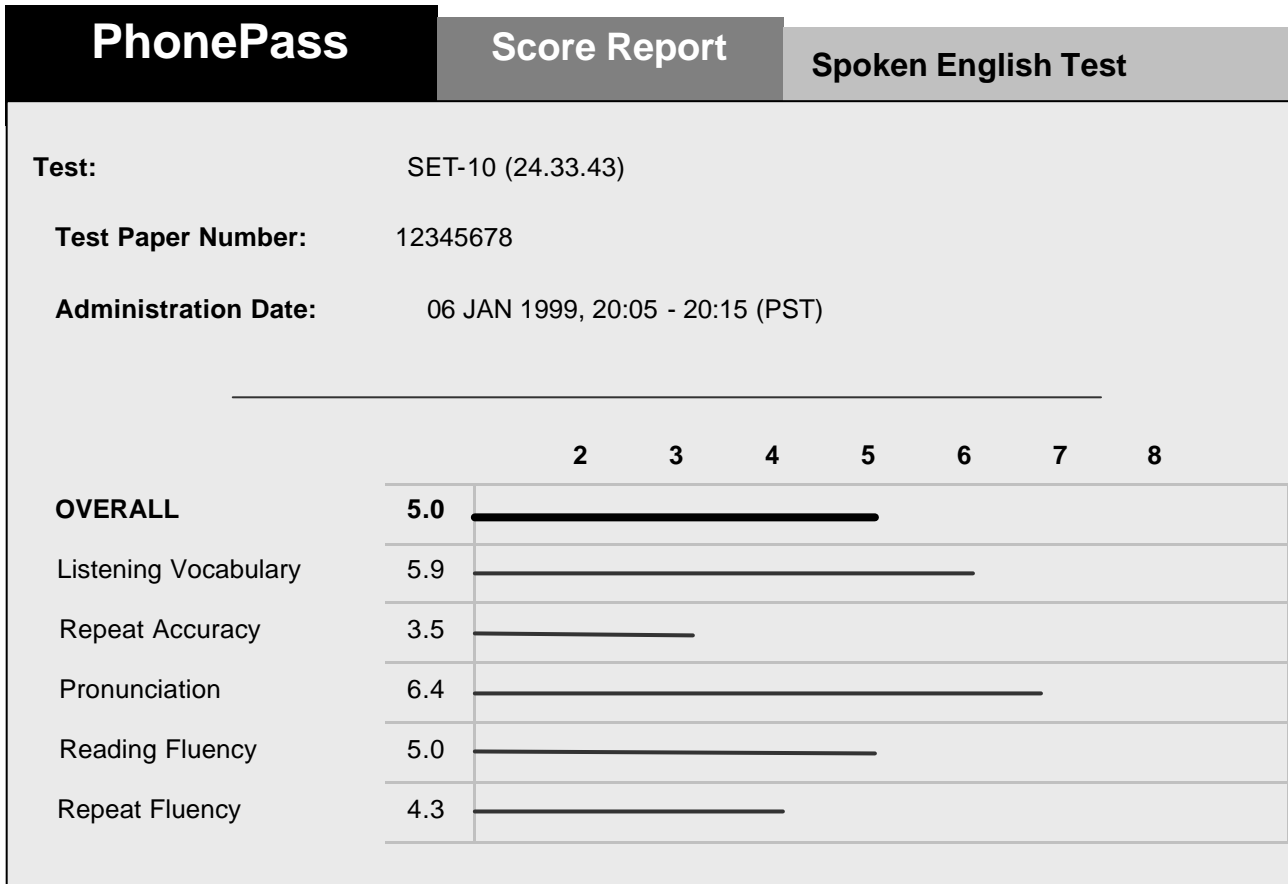 PhonePass Score Report Spoken English Test
Test: SET-10 (24.33.43)
Test Paper Number: 12345678
Administration Date: 06 JAN 1999, 20:05 - 20:15 (PST)
2 3 4 5 6 7 8
OVERALL 5.0
Listening Vocabulary 5.9
Repeat Accuracy 3.5
Pronunciation 6.4
Reading Fluency 5.0
Repeat Fluency 4.3